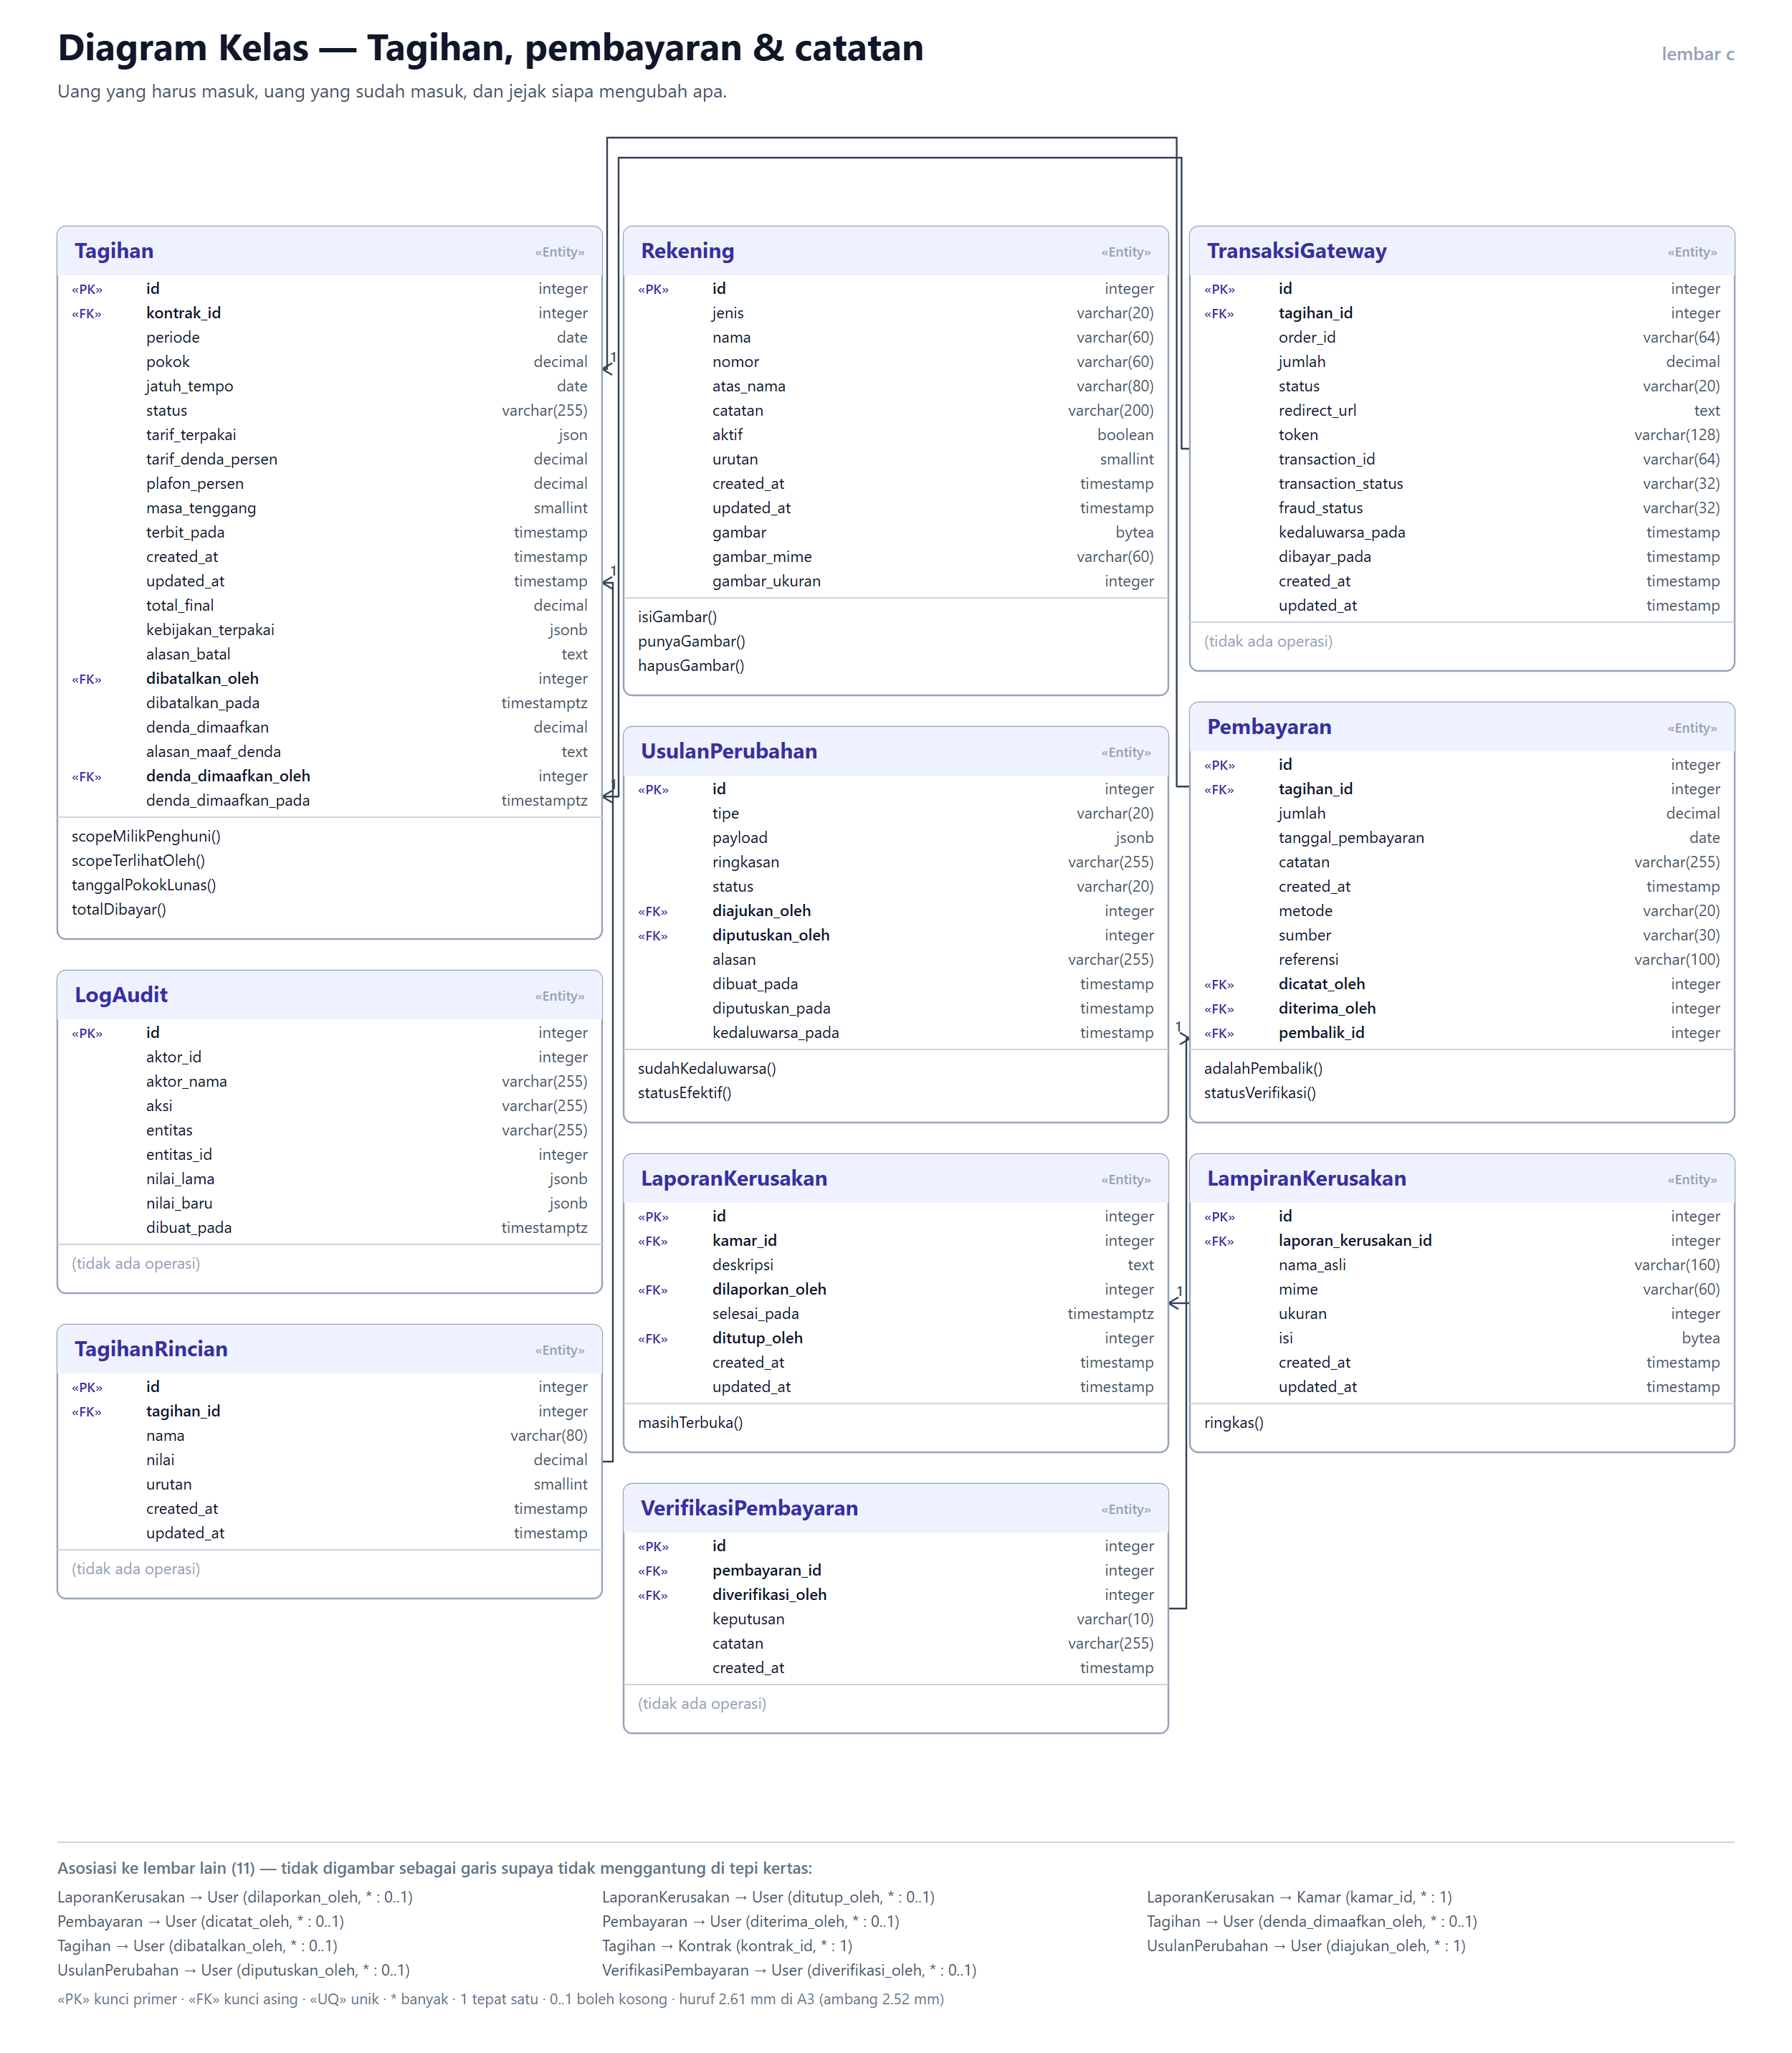 Diagram Kelas — Tagihan, pembayaran & catatan
lembar c
Uang yang harus masuk, uang yang sudah masuk, dan jejak siapa mengubah apa.
Tagihan «Entity»
«PK» id integer
«FK» kontrak_id integer
periode date
pokok decimal
1
jatuh_tempo date
status varchar(255)
tarif_terpakai json
tarif_denda_persen decimal
plafon_persen decimal
masa_tenggang smallint
terbit_pada timestamp
created_at timestamp
1
updated_at timestamp
total_final decimal
kebijakan_terpakai jsonb
alasan_batal text
«FK» dibatalkan_oleh integer
dibatalkan_pada timestamptz
denda_dimaafkan decimal
alasan_maaf_denda text
«FK» denda_dimaafkan_oleh integer
1
denda_dimaafkan_pada timestamptz
scopeMilikPenghuni()
scopeTerlihatOleh()
tanggalPokokLunas()
totalDibayar()
LogAudit «Entity»
«PK» id integer
aktor_id integer
aktor_nama varchar(255)
aksi varchar(255)
entitas varchar(255)
entitas_id integer
nilai_lama jsonb
nilai_baru jsonb
dibuat_pada timestamptz
(tidak ada operasi)
TagihanRincian «Entity»
«PK» id integer
«FK» tagihan_id integer
nama varchar(80)
nilai decimal
urutan smallint
created_at timestamp
updated_at timestamp
(tidak ada operasi)
Rekening «Entity»
«PK» id integer
jenis varchar(20)
nama varchar(60)
nomor varchar(60)
atas_nama varchar(80)
catatan varchar(200)
aktif boolean
urutan smallint
created_at timestamp
updated_at timestamp
gambar bytea
gambar_mime varchar(60)
gambar_ukuran integer
isiGambar()
punyaGambar()
hapusGambar()
UsulanPerubahan «Entity»
«PK» id integer
tipe varchar(20)
payload jsonb
ringkasan varchar(255)
status varchar(20)
«FK» diajukan_oleh integer
«FK» diputuskan_oleh integer
alasan varchar(255)
dibuat_pada timestamp
diputuskan_pada timestamp
kedaluwarsa_pada timestamp
sudahKedaluwarsa()
statusEfektif()
LaporanKerusakan «Entity»
«PK» id integer
«FK» kamar_id integer
deskripsi text
«FK» dilaporkan_oleh integer
1
selesai_pada timestamptz
«FK» ditutup_oleh integer
created_at timestamp
updated_at timestamp
masihTerbuka()
VerifikasiPembayaran «Entity»
«PK» id integer
«FK» pembayaran_id integer
«FK» diverifikasi_oleh integer
keputusan varchar(10)
catatan varchar(255)
created_at timestamp
(tidak ada operasi)
TransaksiGateway «Entity»
«PK» id integer
«FK» tagihan_id integer
order_id varchar(64)
jumlah decimal
status varchar(20)
redirect_url text
token varchar(128)
transaction_id varchar(64)
transaction_status varchar(32)
fraud_status varchar(32)
kedaluwarsa_pada timestamp
dibayar_pada timestamp
created_at timestamp
updated_at timestamp
(tidak ada operasi)
Pembayaran «Entity»
«PK» id integer
«FK» tagihan_id integer
jumlah decimal
tanggal_pembayaran date
catatan varchar(255)
created_at timestamp
metode varchar(20)
sumber varchar(30)
referensi varchar(100)
«FK» dicatat_oleh integer
«FK» diterima_oleh integer
1
«FK» pembalik_id integer
adalahPembalik()
statusVerifikasi()
LampiranKerusakan «Entity»
«PK» id integer
«FK» laporan_kerusakan_id integer
nama_asli varchar(160)
mime varchar(60)
ukuran integer
isi bytea
created_at timestamp
updated_at timestamp
ringkas()
Asosiasi ke lembar lain (11) — tidak digambar sebagai garis supaya tidak menggantung di tepi kertas:
LaporanKerusakan → User (dilaporkan_oleh, * : 0..1) LaporanKerusakan → User (ditutup_oleh, * : 0..1) LaporanKerusakan → Kamar (kamar_id, * : 1)
Pembayaran → User (dicatat_oleh, * : 0..1) Pembayaran → User (diterima_oleh, * : 0..1) Tagihan → User (denda_dimaafkan_oleh, * : 0..1)
Tagihan → User (dibatalkan_oleh, * : 0..1) Tagihan → Kontrak (kontrak_id, * : 1) UsulanPerubahan → User (diajukan_oleh, * : 1)
UsulanPerubahan → User (diputuskan_oleh, * : 0..1) VerifikasiPembayaran → User (diverifikasi_oleh, * : 0..1)
«PK» kunci primer · «FK» kunci asing · «UQ» unik · * banyak · 1 tepat satu · 0..1 boleh kosong · huruf 2.61 mm di A3 (ambang 2.52 mm)